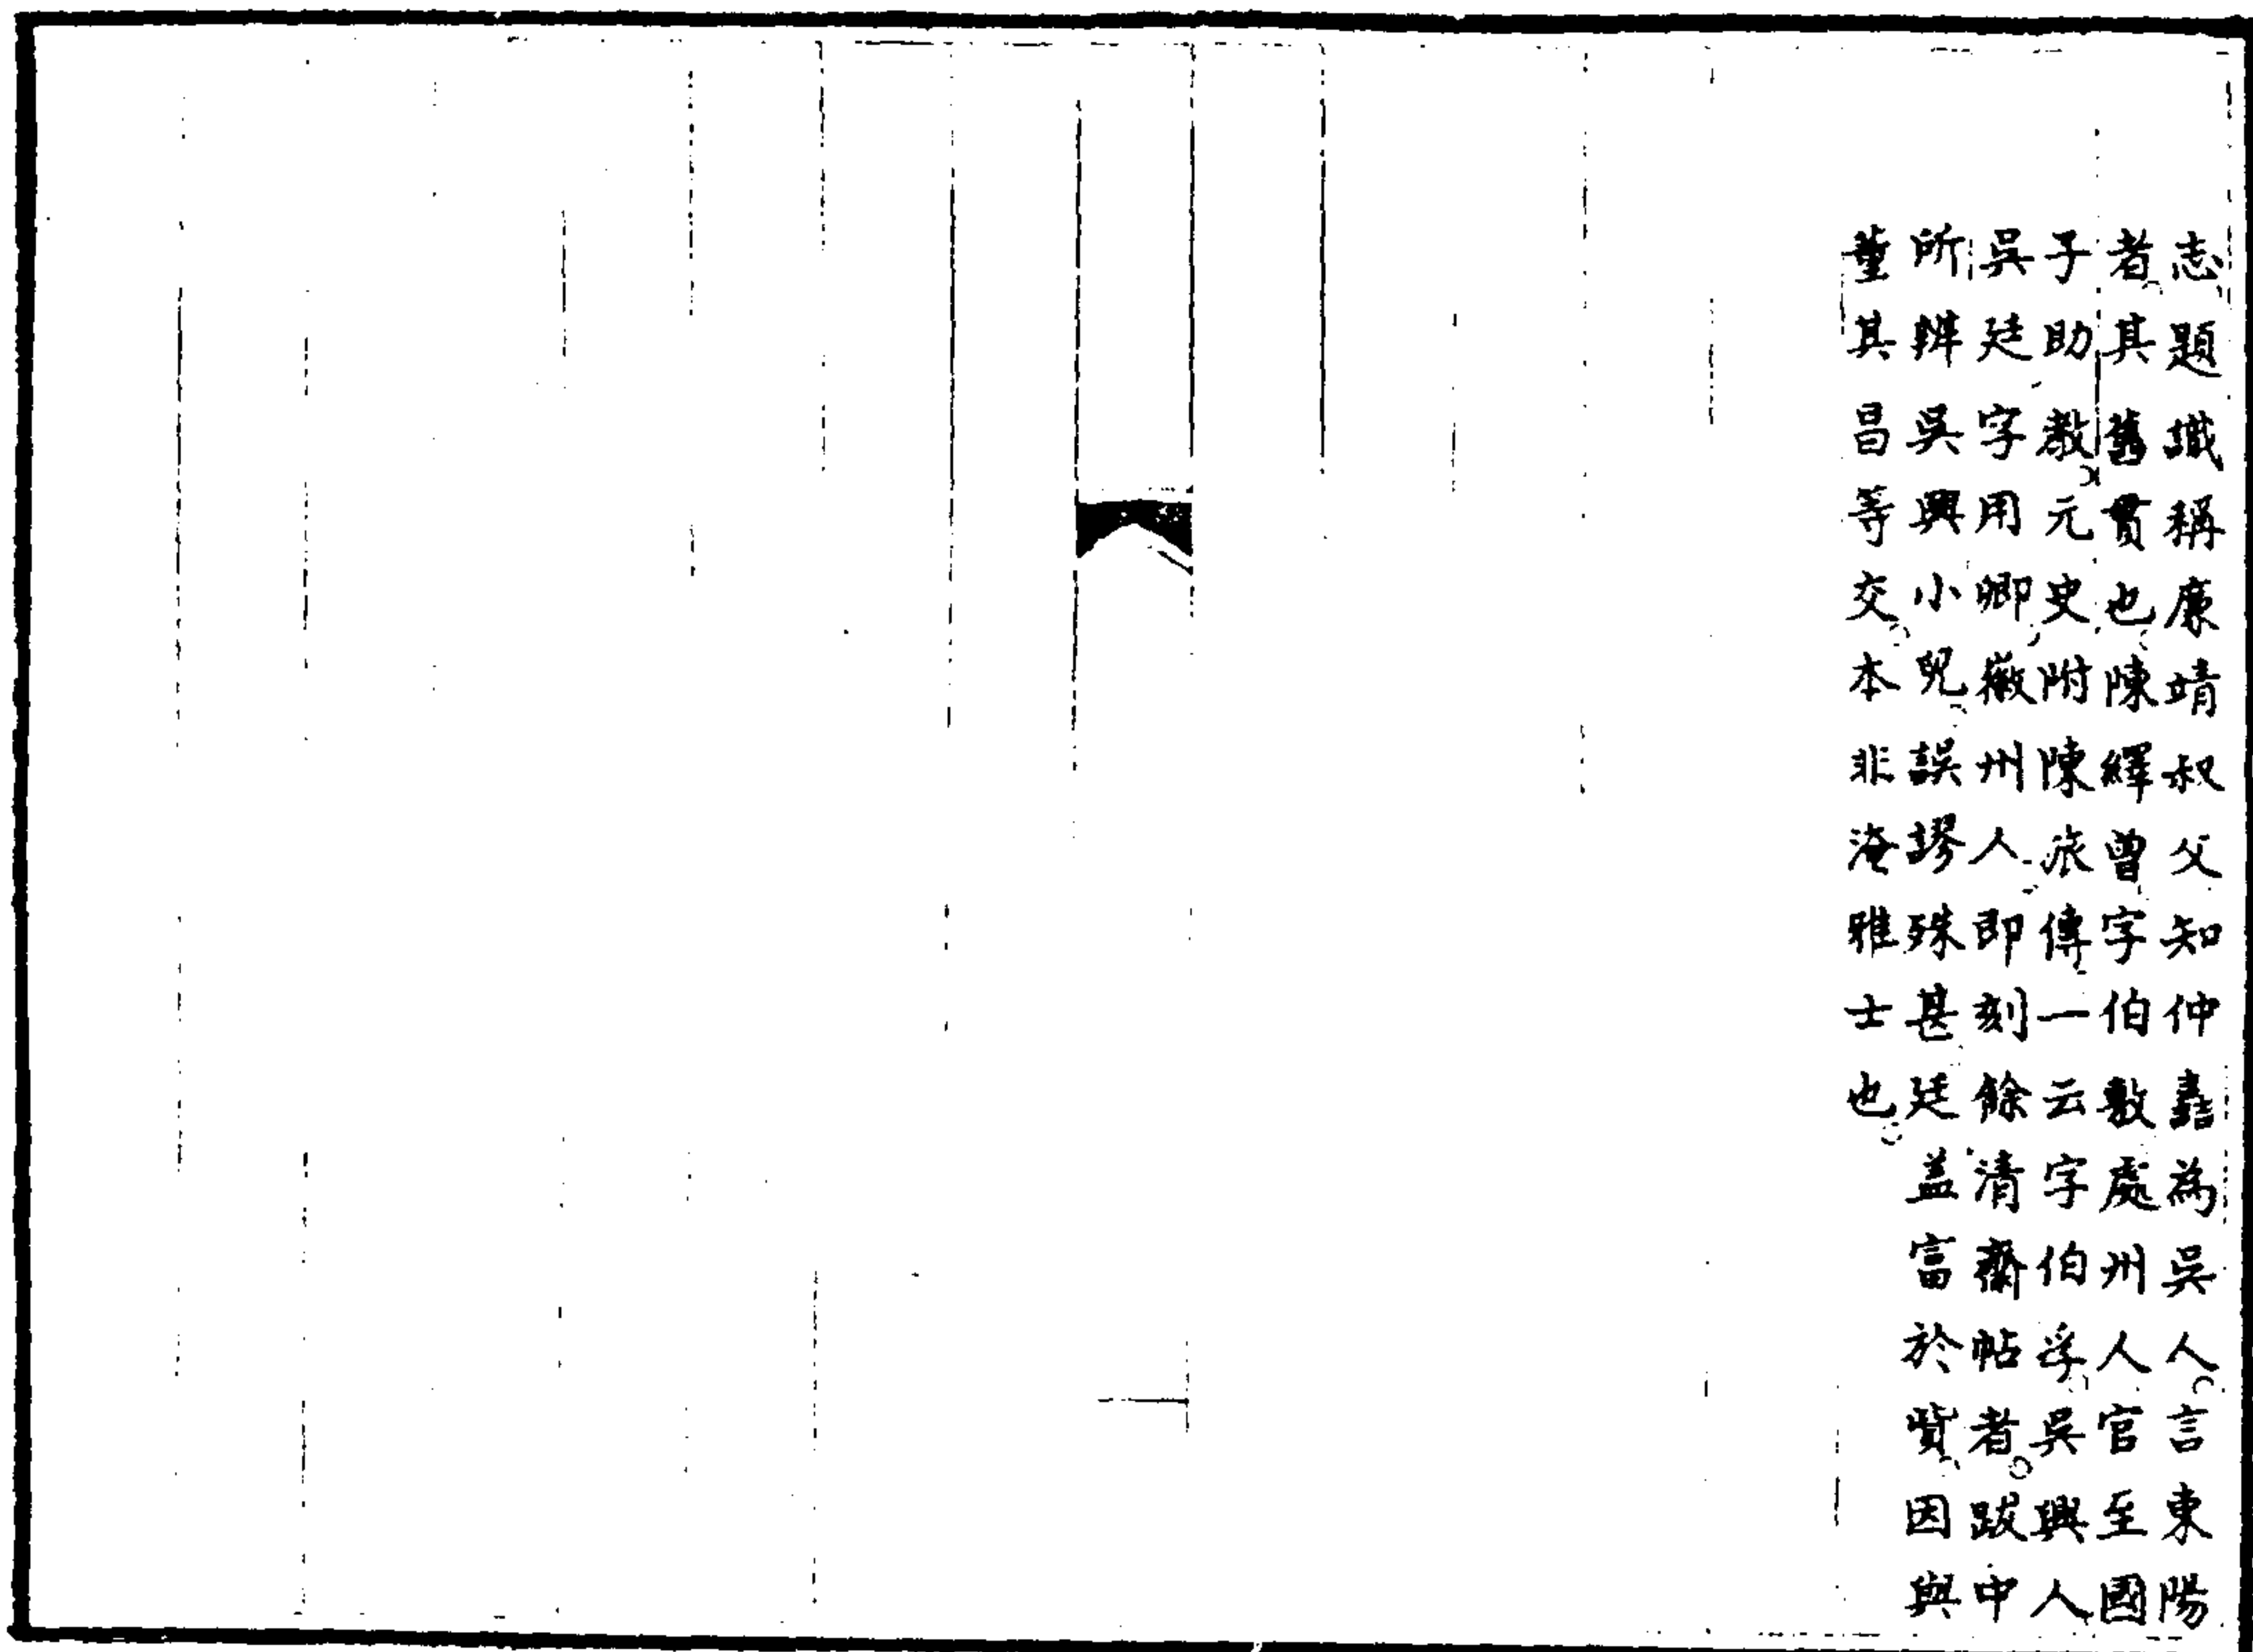 志題識稱廉靖叔父知仲嚞為吳人言東陽
者其舊貫也陳繹曾字伯敷處州人官至國
子助教元史附陳旅傳一云字伯孚吳興人
吳廷字用卿徽州人即刻餘清齋帖者跋中
所辨吳興小兒誤謬殊甚廷蓋富於貲因與
董其昌等交本非淹雅士也